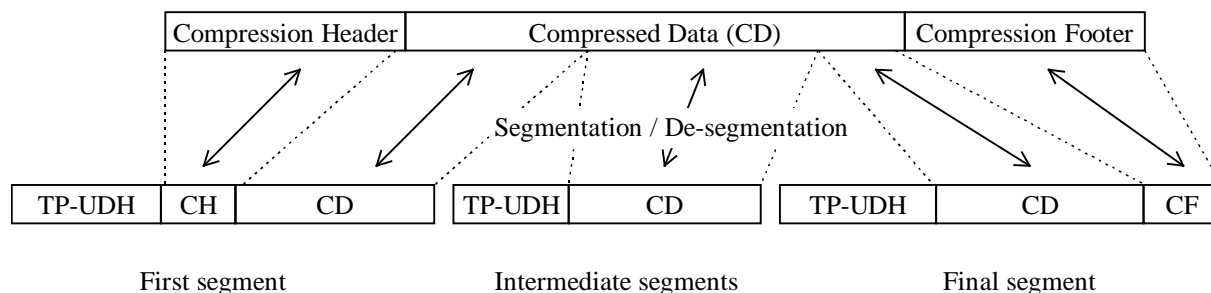 Compression Header Compressed Data (CD) Compression Footer
Segmentation / De-segmentation
TP-UDH CH CD TP-UDH CD TP-UDH CD CF
First segment Intermediate segments Final segment